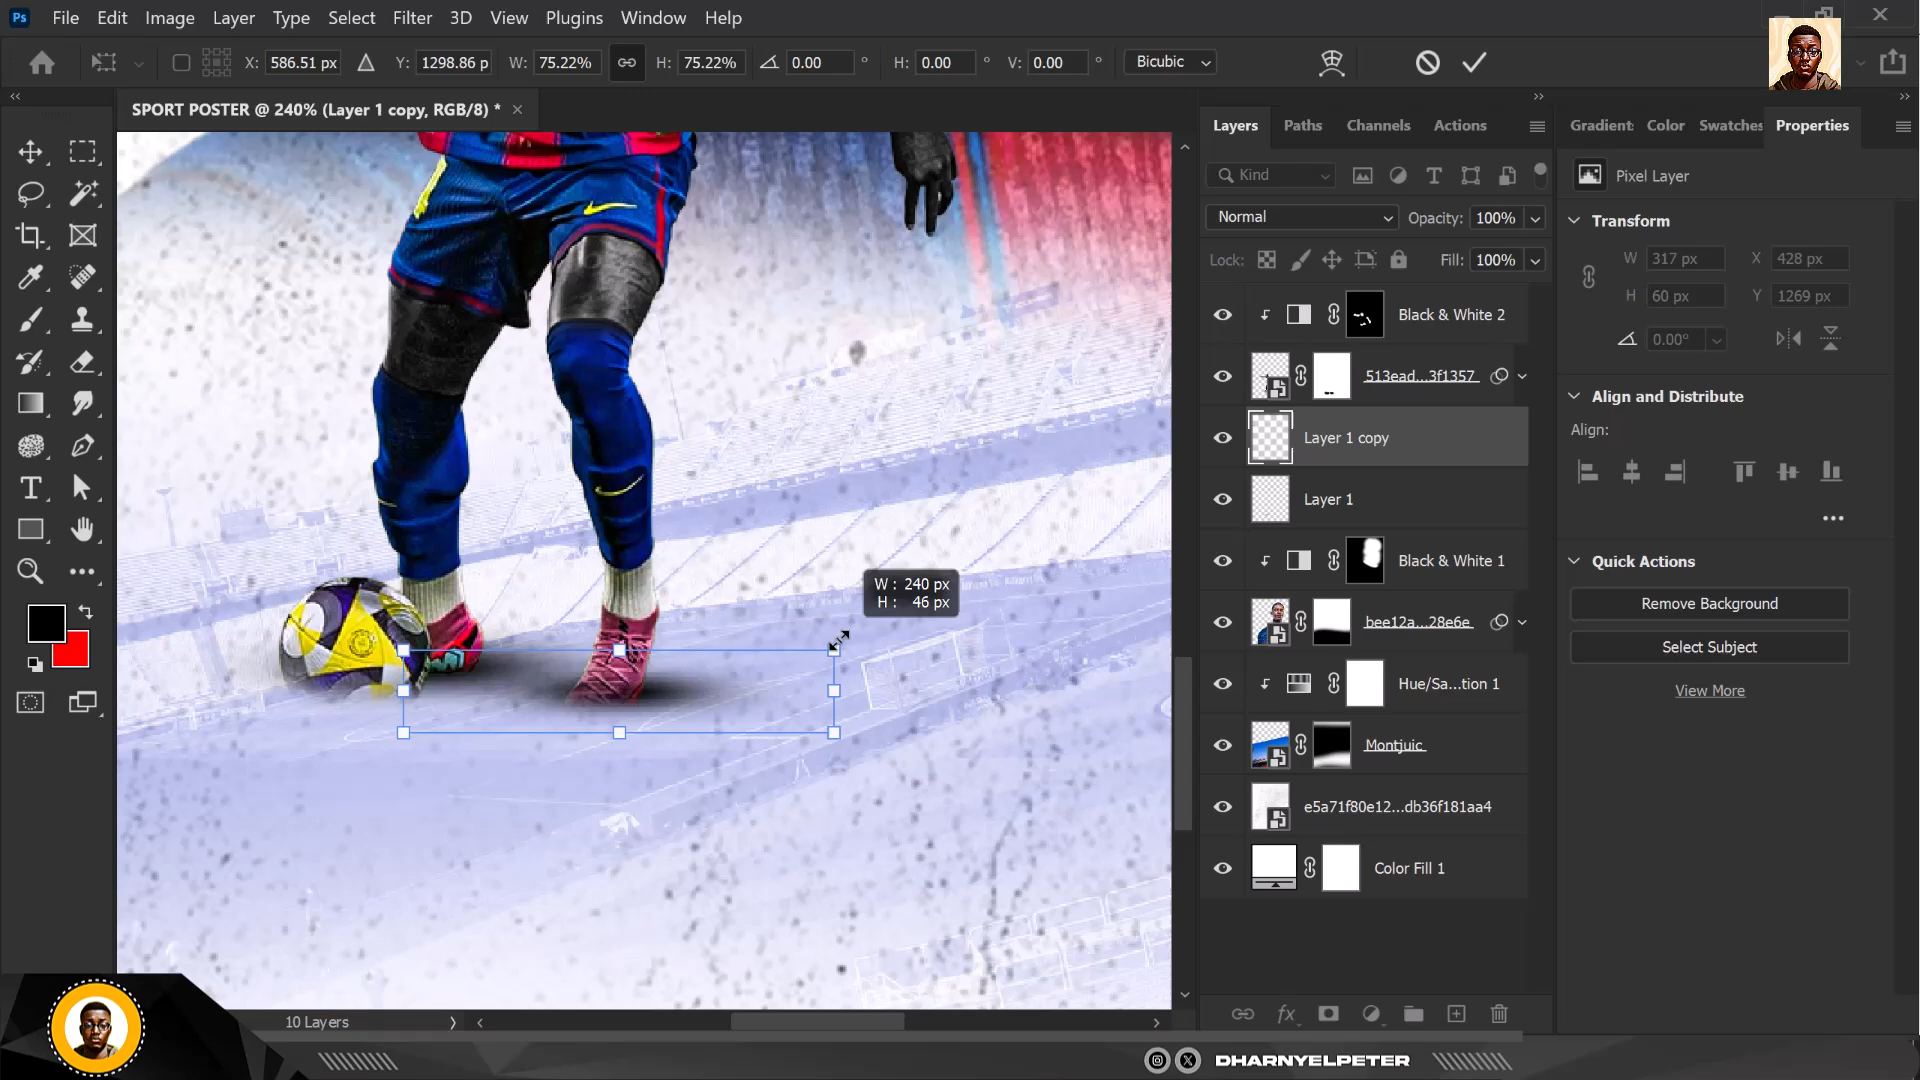 Ps File Edit Image Layer Type Select Filter 3D View Plugins Window Help
X: 586.51 px Y: 1298.86 p W: 75.22% H: 75.22% 0.00 ° H: 0.00 ° V: 0.00 ° Bicubic
SPORT POSTER @ 240% (Layer 1 copy, RGB/8) *
W : 240 px
H : 46 px
10 Layers
Layers Paths Channels Actions
Kind
Normal Opacity: 100%
Lock: Fill: 100%
Black & White 2
513ead...3f1357
Layer 1 copy
Layer 1
Black & White 1
bee12a...28e6e
Hue/Sa...tion 1
Montjuic
e5a71f80e12...db36f181aa4
Color Fill 1
fx
Gradient Color Swatches Properties
Pixel Layer
Transform
W 317 px X 428 px
H 60 px Y 1269 px
0.00°
Align and Distribute
Align:
Quick Actions
Remove Background
Select Subject
View More
DHARNYELPETER